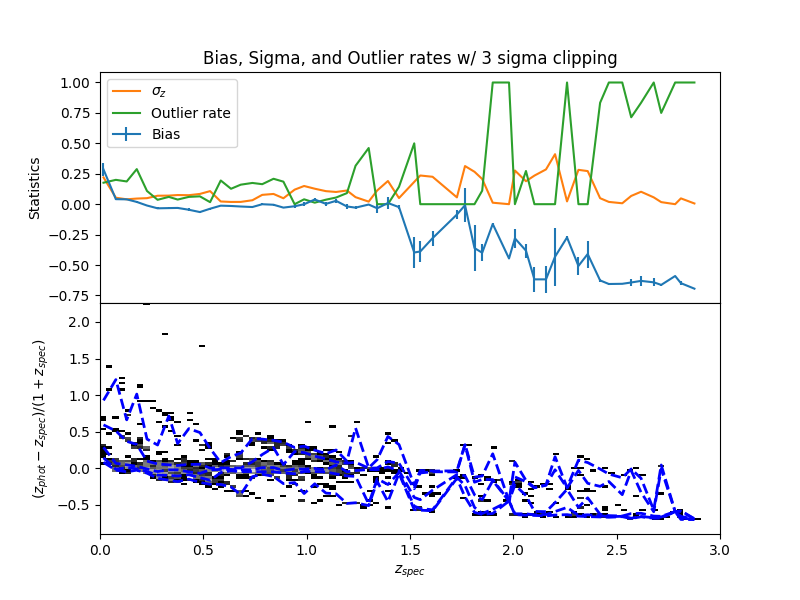 Bias, Sigma, and Outlier rates w/ 3 sigma clipping
1.00
0.75
0.50
0.25
0.00
−0.25
−0.50
−0.75
Statistics
σz
Outlier rate
Bias
2.0
1.5
1.0
0.5
0.0
−0.5
(zphot − zspec)/(1 + zspec)
0.0 0.5 1.0 1.5 2.0 2.5 3.0
zspec